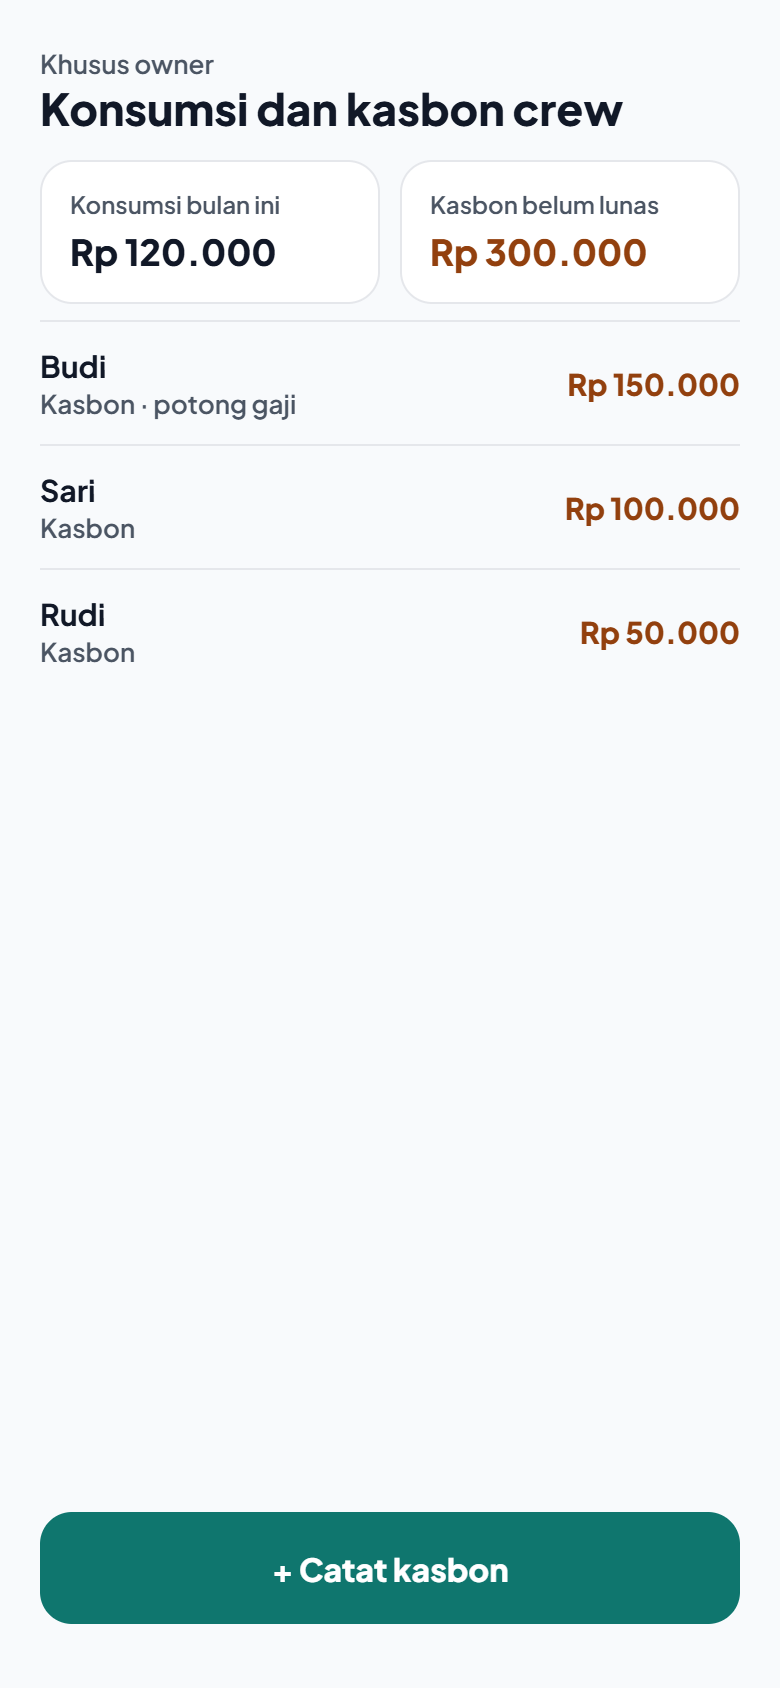 Khusus owner
Konsumsi dan kasbon crew
Konsumsi bulan ini
Rp 120.000
Kasbon belum lunas
Rp 300.000
Budi
Kasbon · potong gaji
Rp 150.000
Sari
Kasbon
Rp 100.000
Rudi
Kasbon
Rp 50.000
+ Catat kasbon